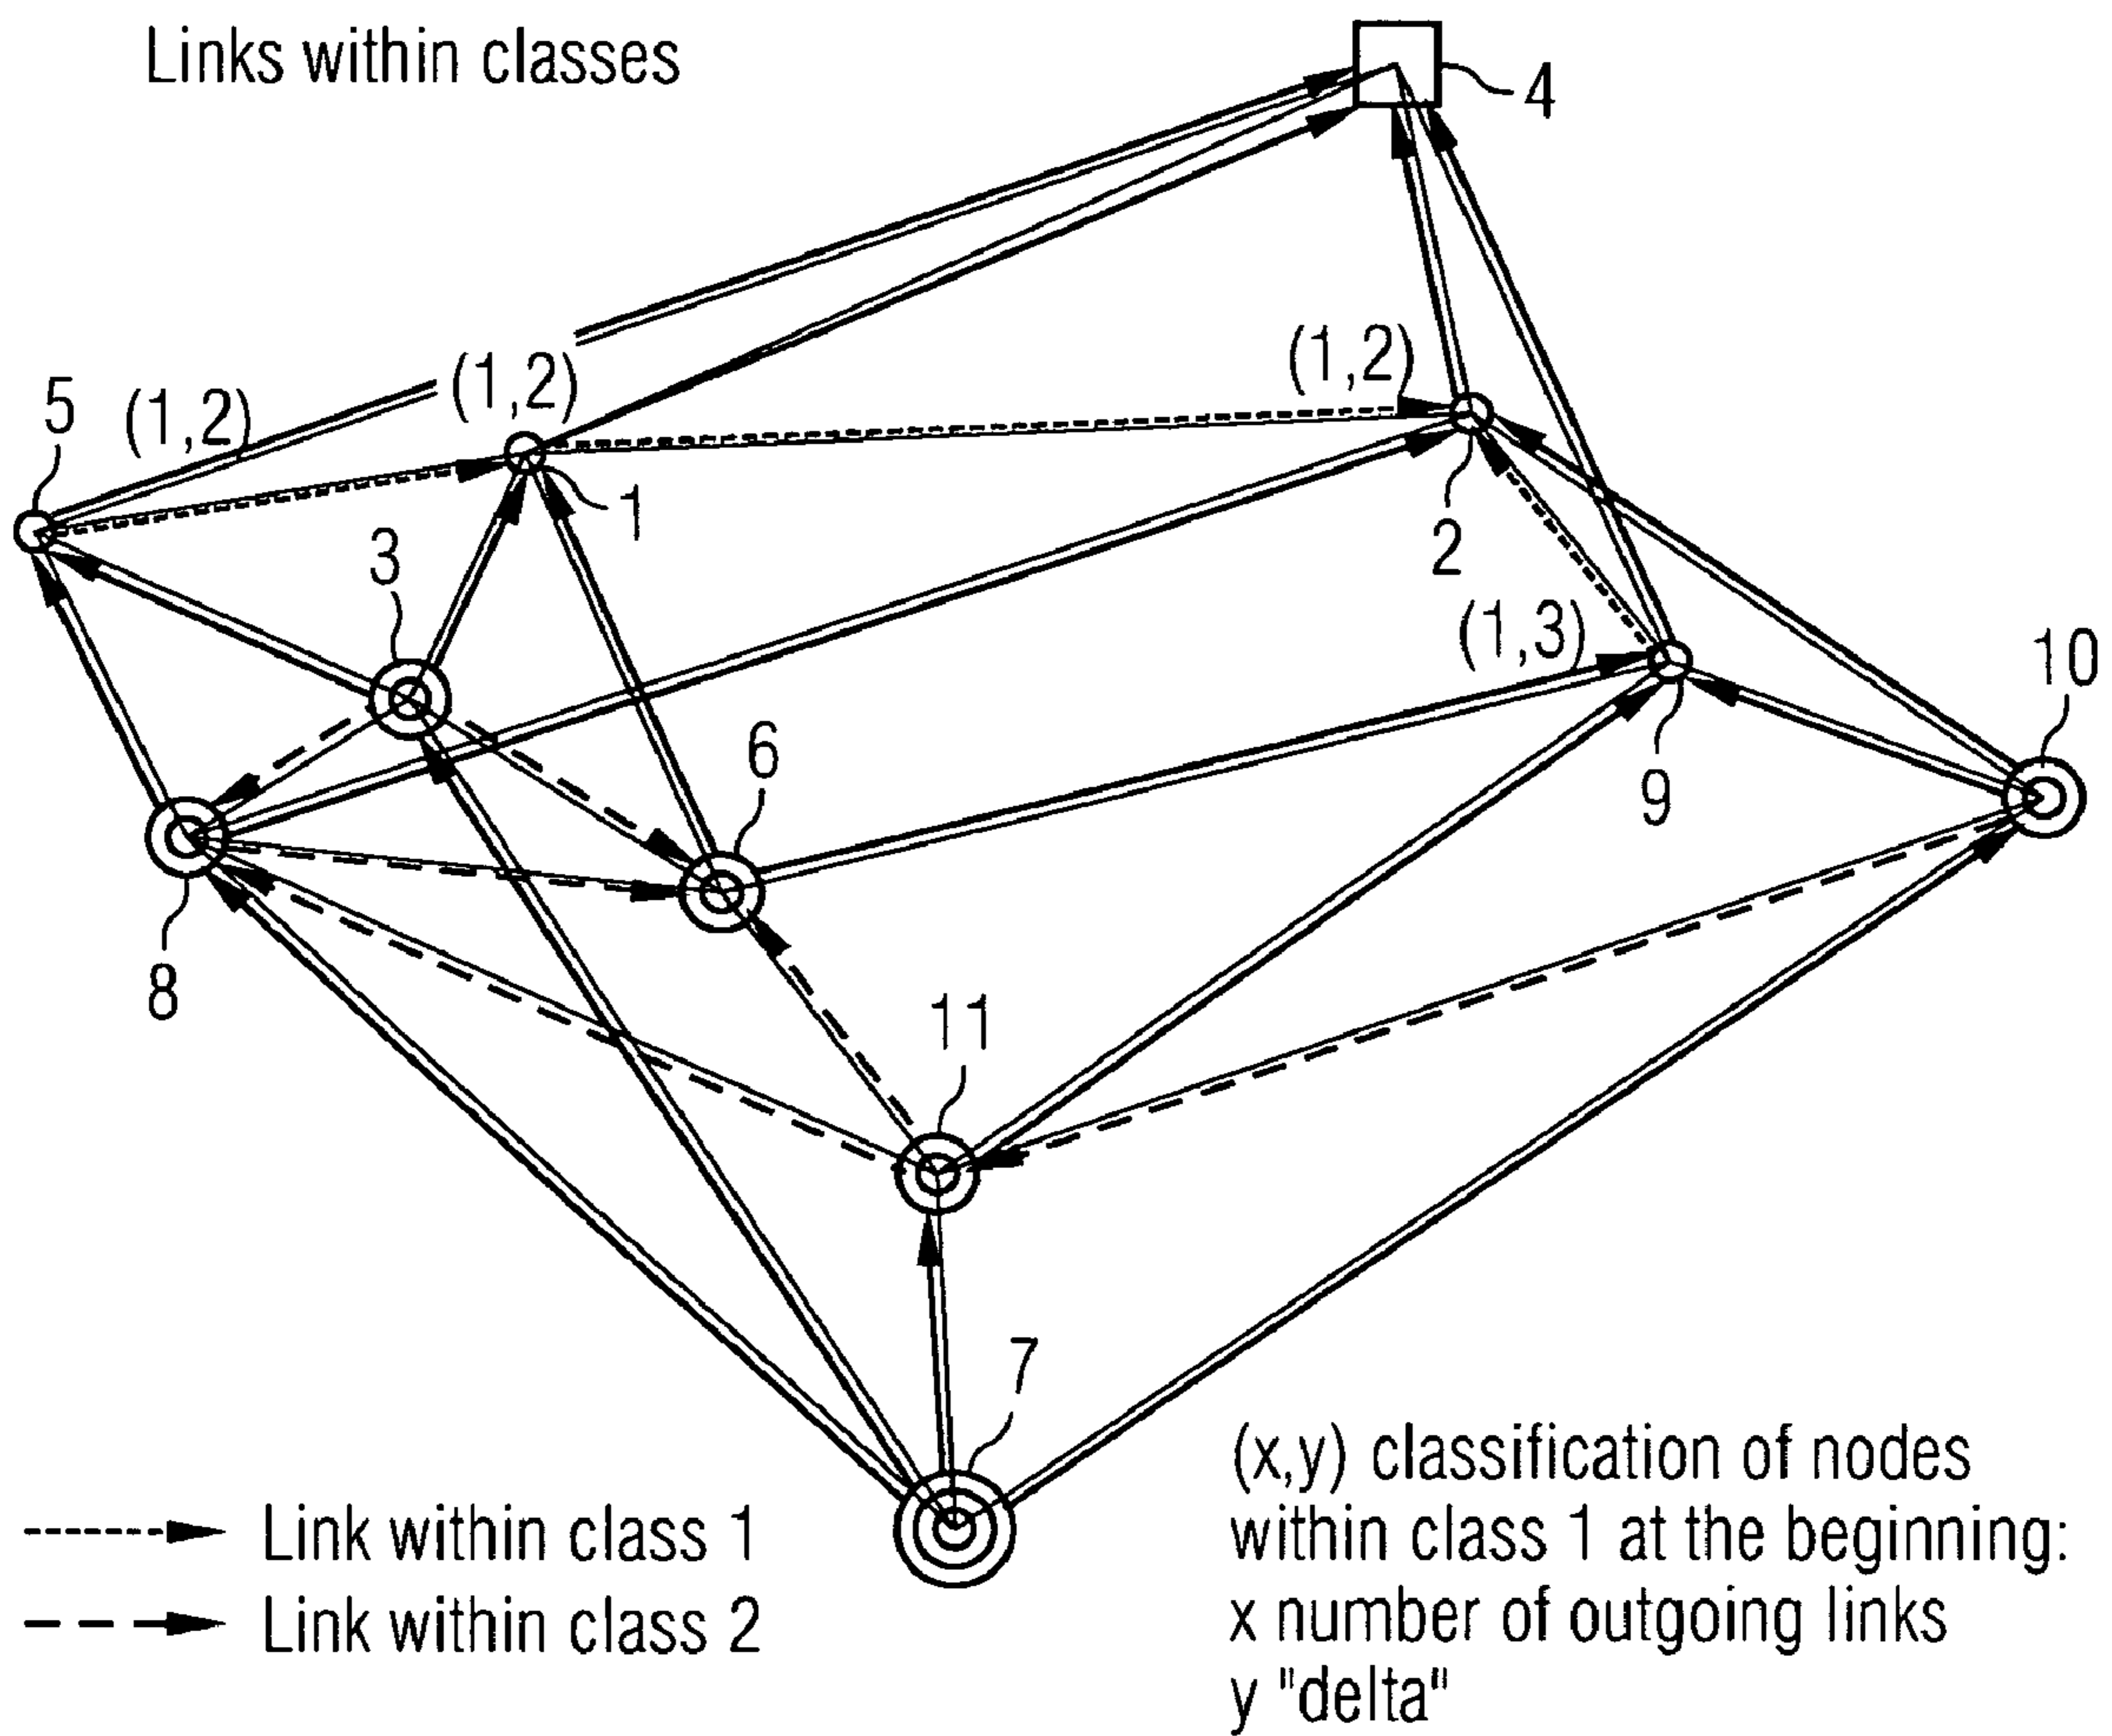 Links within classes
4
(1,2)
(1,2)
5
(1,2)
1
2
3
(1,3)
10
6
9
8
11
7
(x,y) classification of nodes
within class 1 at the beginning:
x number of outgoing links
y "delta"
Link within class 1
Link within class 2